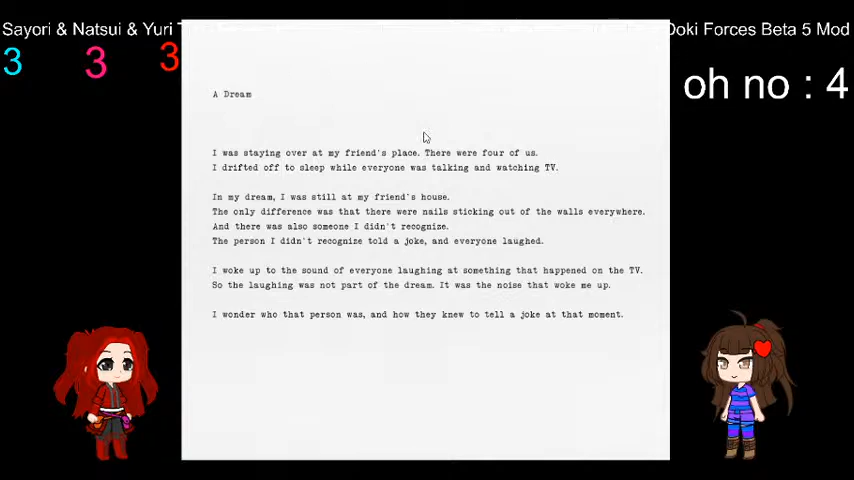 Sayori & Natsui & Yuri
Doki Forces Beta 5 Mod
3 3 3
oh no : 4
A Dream
I was staying over at my friend's place. There were four of us.
I drifted off to sleep while everyone was talking and watching TV.
In my dream, I was still at my friend's house.
The only difference was that there were nails sticking out of the walls everywhere.
And there was also someone I didn't recognize.
The person I didn't recognize told a joke, and everyone laughed.
I woke up to the sound of everyone laughing at something that happened on the TV.
So the laughing was not part of the dream. It was the noise that woke me up.
I wonder who that person was, and how they knew to tell a joke at that moment.